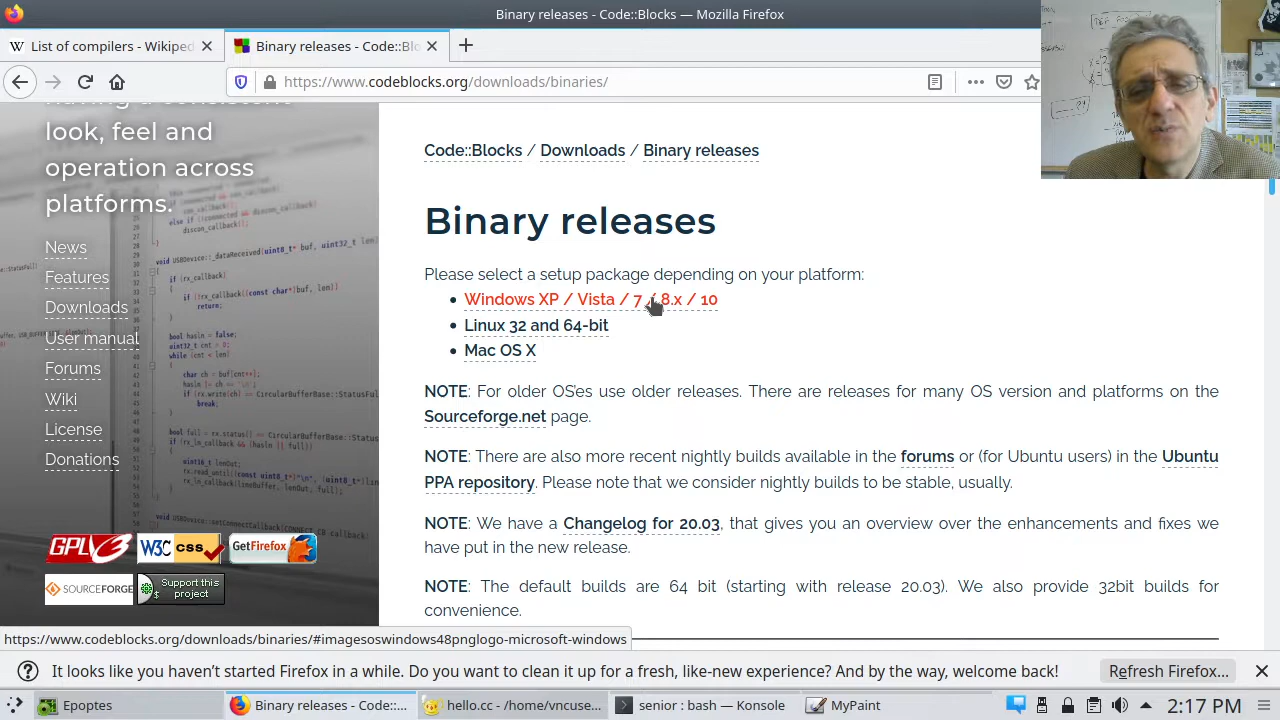 Binary releases - Code::Blocks — Mozilla Firefox
List of compilers - Wikiped
Binary releases - Code::Blo
https://www.codeblocks.org/downloads/binaries/
look, feel and
operation across
platforms.
News
Features
Downloads
User manual
Forums
Wiki
License
Donations
GPLv3
W3C css
GetFirefox
SOURCEFORGE
Support this
project
Code::Blocks / Downloads / Binary releases
Binary releases
Please select a setup package depending on your platform:
Windows XP / Vista / 7 / 8.x / 10
Linux 32 and 64-bit
Mac OS X
NOTE: For older OS'es use older releases. There are releases for many OS version and platforms on the
Sourceforge.net page.
NOTE: There are also more recent nightly builds available in the forums or (for Ubuntu users) in the Ubuntu
PPA repository. Please note that we consider nightly builds to be stable, usually.
NOTE: We have a Changelog for 20.03, that gives you an overview over the enhancements and fixes we
have put in the new release.
NOTE: The default builds are 64 bit (starting with release 20.03). We also provide 32bit builds for
convenience.
https://www.codeblocks.org/downloads/binaries/#imagesoswindows48pnglogo-microsoft-windows
It looks like you haven't started Firefox in a while. Do you want to clean it up for a fresh, like-new experience? And by the way, welcome back!
Refresh Firefox...
Epoptes
Binary releases - Code::Blocks -...
hello.cc - /home/vncuse...
senior : bash — Konsole
MyPaint
2:17 PM